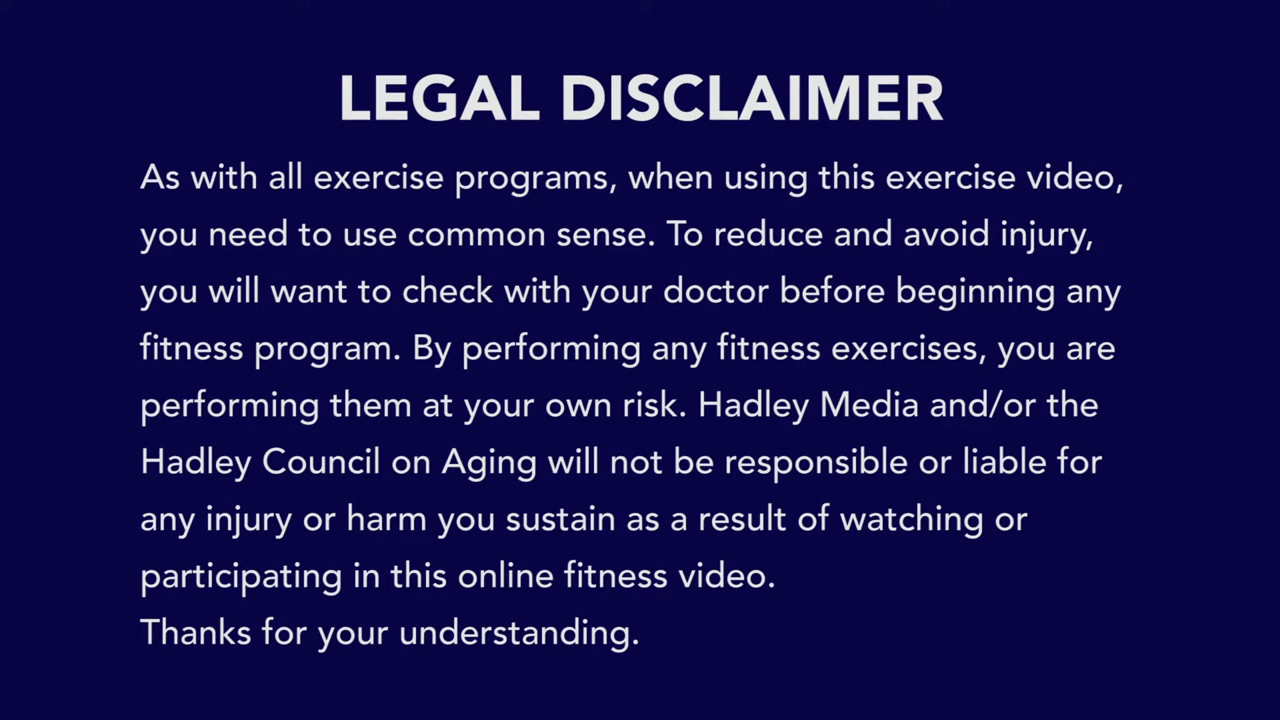 LEGAL DISCLAIMER
As with all exercise programs, when using this exercise video,
you need to use common sense. To reduce and avoid injury,
you will want to check with your doctor before beginning any
fitness program. By performing any fitness exercises, you are
performing them at your own risk. Hadley Media and/or the
Hadley Council on Aging will not be responsible or liable for
any injury or harm you sustain as a result of watching or
participating in this online fitness video.
Thanks for your understanding.